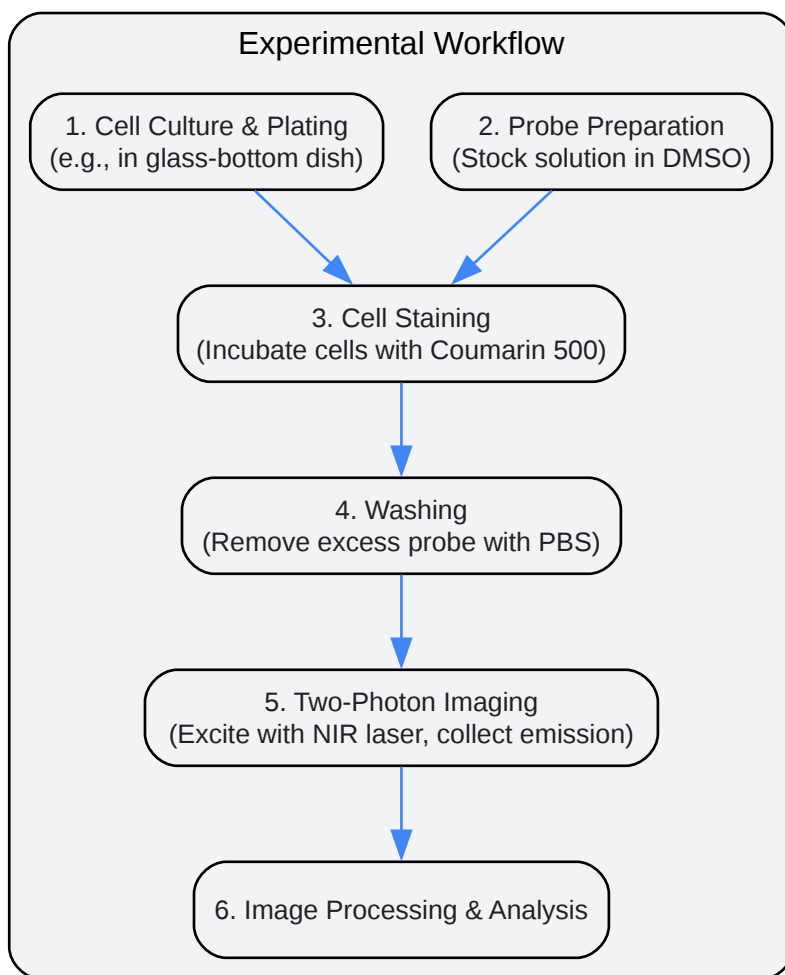 Experimental Workflow
1. Cell Culture & Plating
(e.g., in glass-bottom dish)
2. Probe Preparation
(Stock solution in DMSO)
3. Cell Staining
(Incubate cells with Coumarin 500)
4. Washing
(Remove excess probe with PBS)
5. Two-Photon Imaging
(Excite with NIR laser, collect emission)
6. Image Processing & Analysis